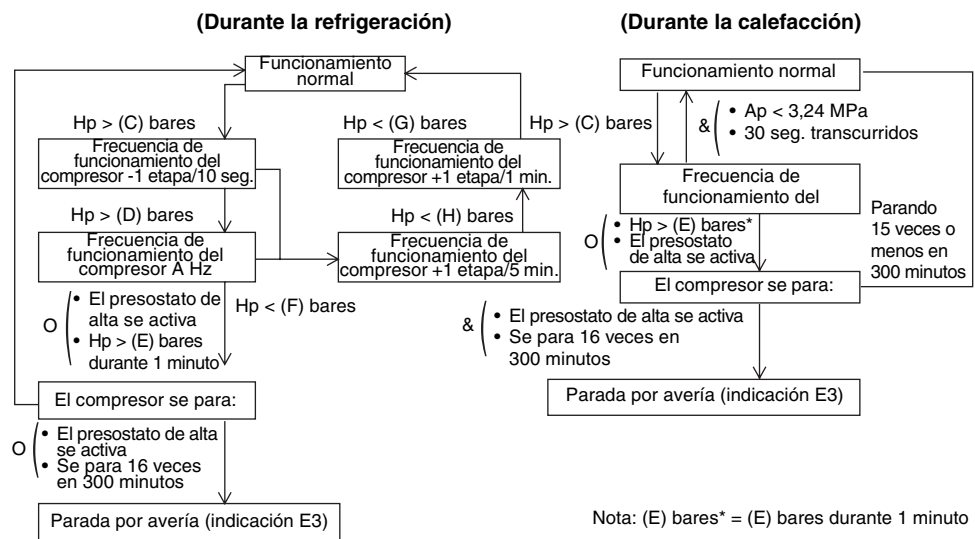 (Durante la refrigeración)
Funcionamiento
normal
Hp > (C) bares
Frecuencia de
funcionamiento del
compresor -1 etapa/10 seg.
Hp > (D) bares
Frecuencia de
funcionamiento del
compresor A Hz
O
• El presostato de
alta se activa
• Hp > (E) bares
durante 1 minuto
Hp < (F) bares
Hp < (G) bares
Frecuencia de
funcionamiento del
compresor +1 etapa/1 min.
Hp < (H) bares
Frecuencia de
funcionamiento del
compresor +1 etapa/5 min.
El compresor se para:
O
• El presostato de alta
se activa
• Se para 16 veces
en 300 minutos
Parada por avería (indicación E3)
(Durante la calefacción)
Funcionamiento normal
Hp > (C) bares
&
• Ap < 3,24 MPa
• 30 seg. transcurridos
Frecuencia de
funcionamiento del
O
• Hp > (E) bares*
• El presostato
de alta se activa
Parando
15 veces o
menos en
300 minutos
El compresor se para:
&
• El presostato de alta se activa
• Se para 16 veces en
300 minutos
Parada por avería (indicación E3)
Nota: (E) bares* = (E) bares durante 1 minuto